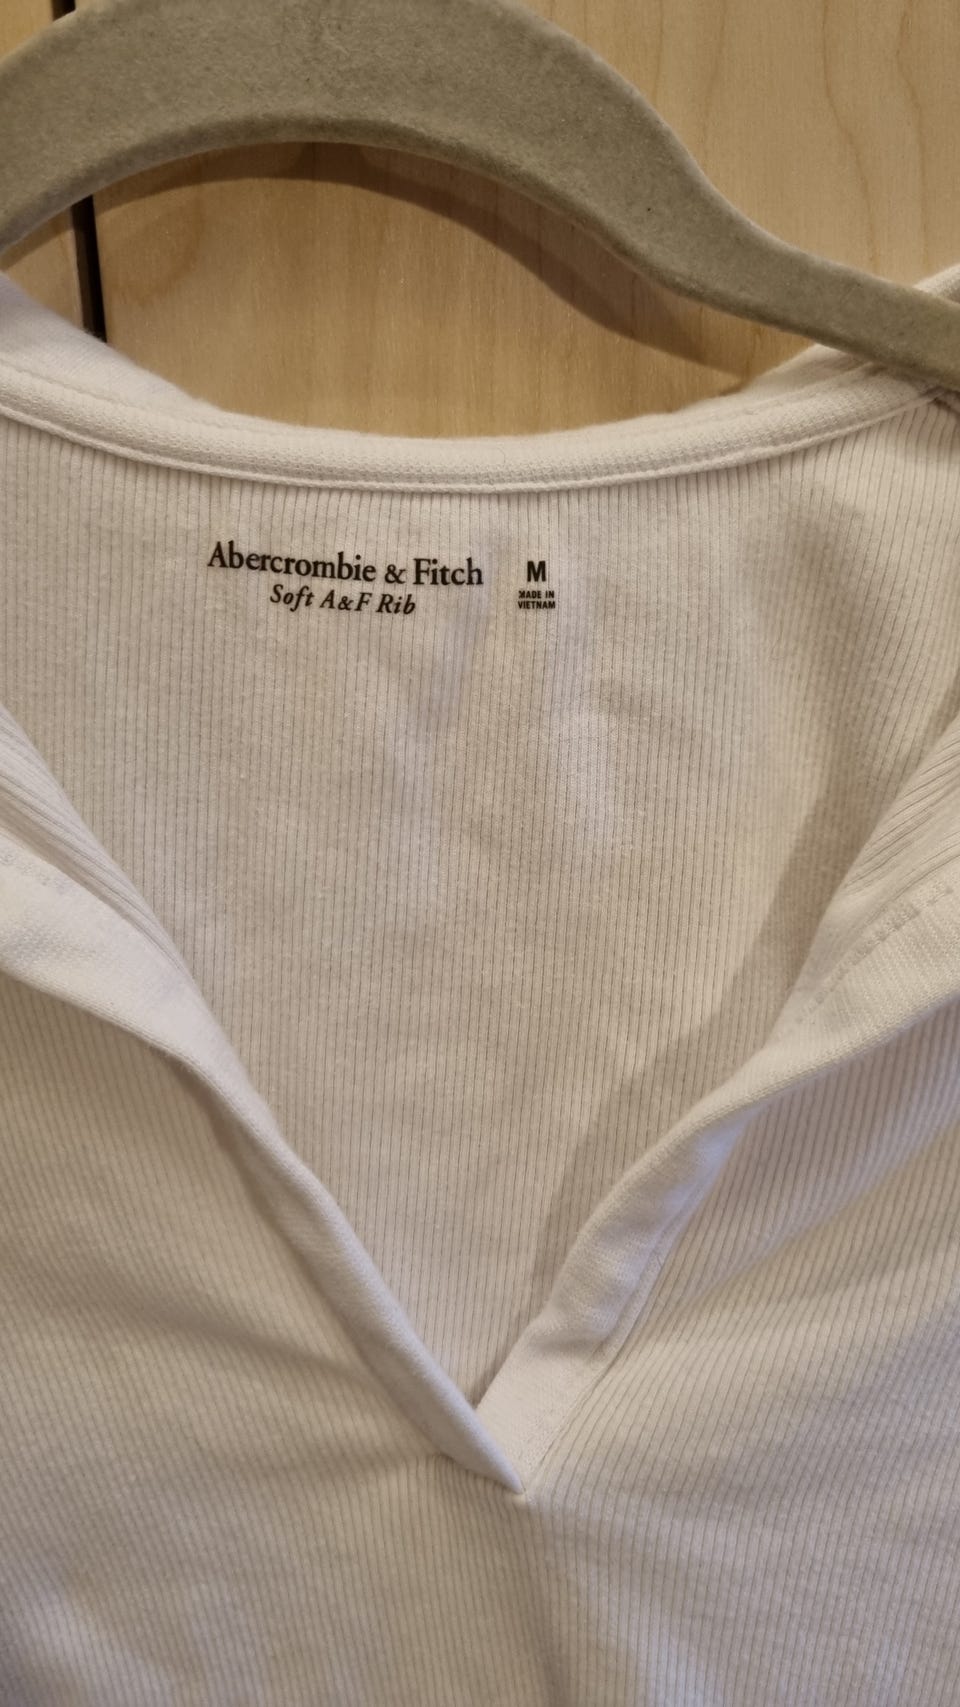 Abercrombie & Fitch
Soft A&F Rib
M
MADE IN
VIETNAM